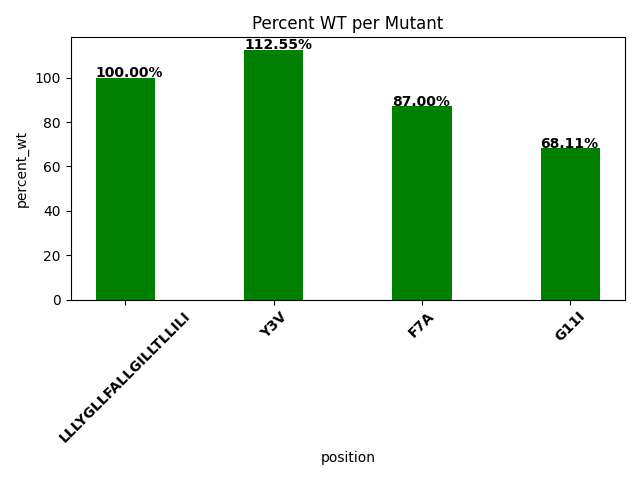 Percent WT per Mutant
112.55%
100.00%
87.00%
68.11%
percent_wt
100
80
60
40
20
0
LLLYGLLFALLGILLTLLILI
Y3V
F7A
G11I
position